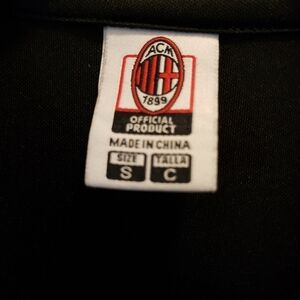 ACM
1899
OFFICIAL
PRODUCT
MADE IN CHINA
SIZE TALLA
S C